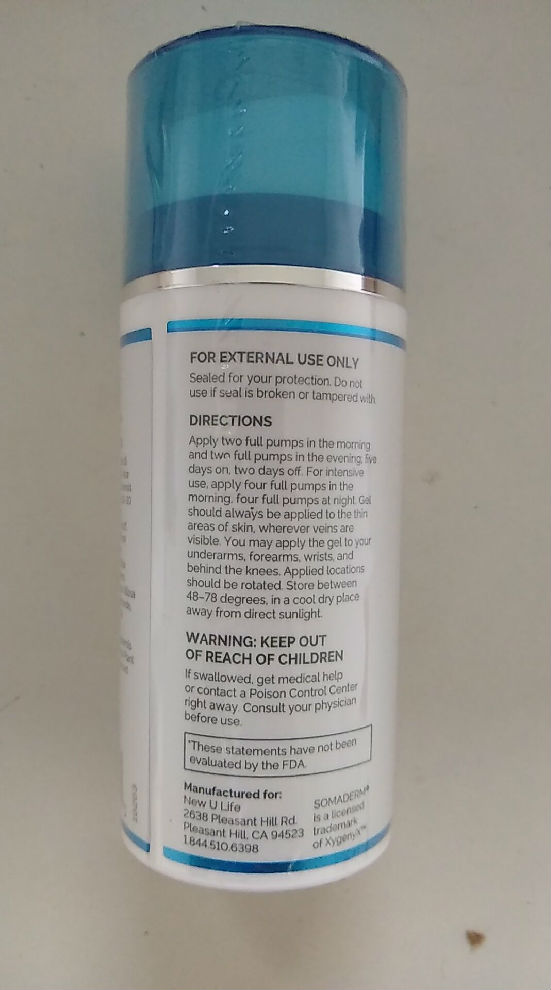 FOR EXTERNAL USE ONLY
Sealed for your protection. Do not
use if seal is broken or tampered with.
DIRECTIONS
Apply two full pumps in the morning
and two full pumps in the evening, five
days on, two days off. For intensive
use, apply four full pumps in the
morning, four full pumps at night. Gel
should always be applied to the thin
areas of skin, wherever veins are
visible. You may apply the gel to your
underarms, forearms, wrists, and
behind the knees. Applied locations
should be rotated. Store between
48–78 degrees, in a cool dry place
away from direct sunlight.
WARNING: KEEP OUT
OF REACH OF CHILDREN
If swallowed, get medical help
or contact a Poison Control Center
right away. Consult your physician
before use.
*These statements have not been
evaluated by the FDA.
Manufactured for:
New U Life
2638 Pleasant Hill Rd.
Pleasant Hill, CA 94523
1.844.510.6398
SOMADERM®
is a licensed
trademark
of Xygenyx™